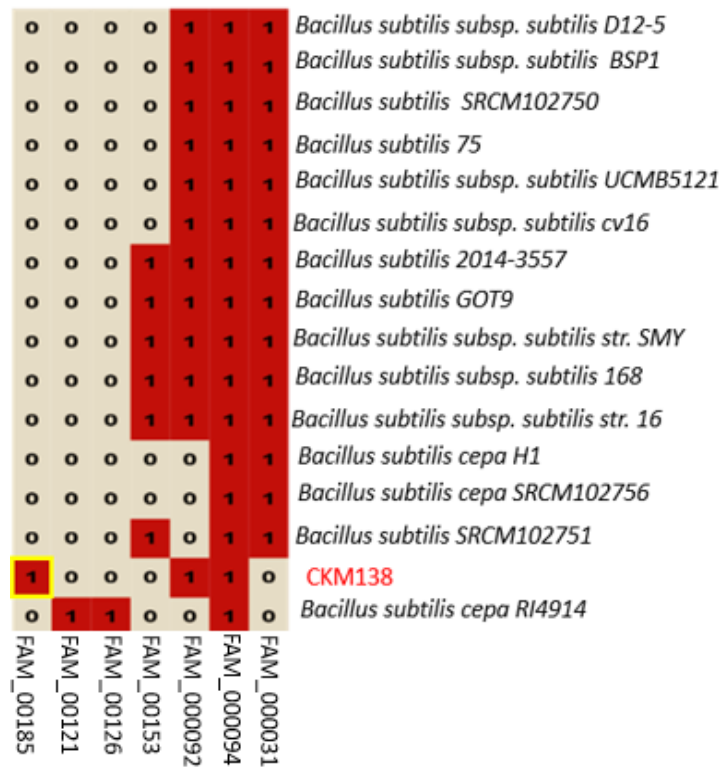 0 0 0 0 1 1 1 Bacillus subtilis subsp. subtilis D12-5
0 0 0 0 1 1 1 Bacillus subtilis subsp. subtilis BSP1
0 0 0 0 1 1 1 Bacillus subtilis SRCM102750
0 0 0 0 1 1 1 Bacillus subtilis 75
0 0 0 0 1 1 1 Bacillus subtilis subsp. subtilis UCMB5121
0 0 0 0 1 1 1 Bacillus subtilis subsp. subtilis cv16
0 0 0 1 1 1 1 Bacillus subtilis 2014-3557
0 0 0 1 1 1 1 Bacillus subtilis GOT9
0 0 0 1 1 1 1 Bacillus subtilis subsp. subtilis str. SMY
0 0 0 1 1 1 1 Bacillus subtilis subsp. subtilis 168
0 0 0 1 1 1 1 Bacillus subtilis subsp. subtilis str. 16
0 0 0 0 0 1 1 Bacillus subtilis cepa H1
0 0 0 0 0 1 1 Bacillus subtilis cepa SRCM102756
0 0 0 1 0 1 1 Bacillus subtilis SRCM102751
1 0 0 0 1 1 0 CKM138
0 1 1 0 0 1 0 Bacillus subtilis cepa RI4914
FAM_00185
FAM_00121
FAM_00126
FAM_00153
FAM_000092
FAM_000094
FAM_000031